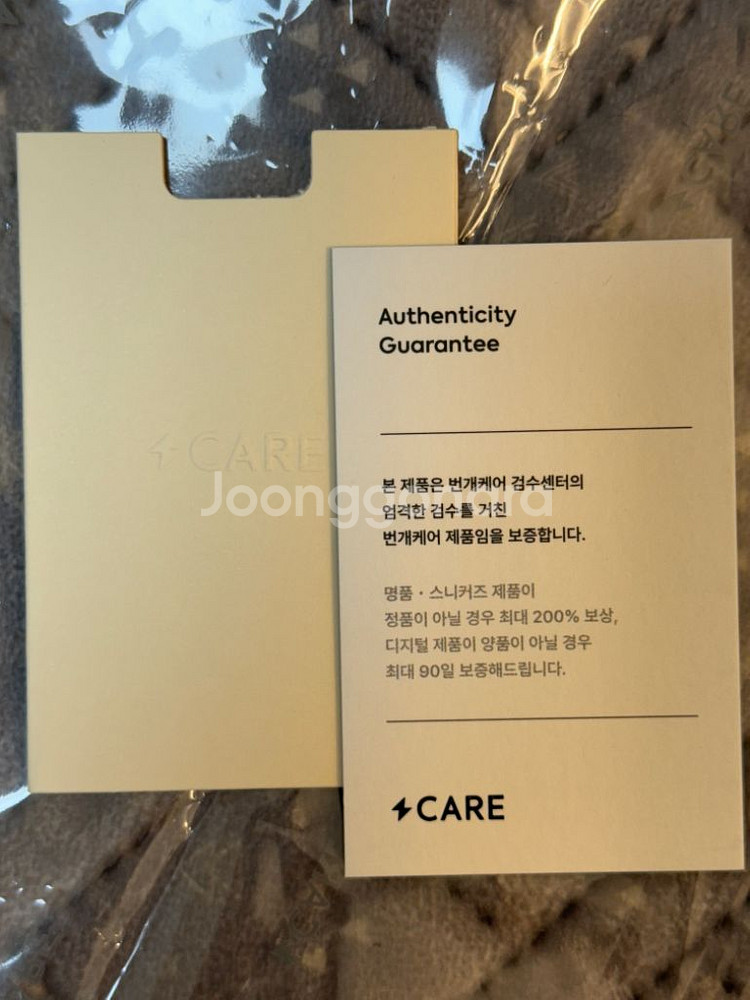 Authenticity
Guarantee
본 제품은 번개케어 검수센터의
엄격한 검수를 거친
번개케어 제품임을 보증합니다.
명품 · 스니커즈 제품이
정품이 아닐 경우 최대 200% 보상,
디지털 제품이 양품이 아닐 경우
최대 90일 보증해드립니다.
CARE
CARE
Joonggonara